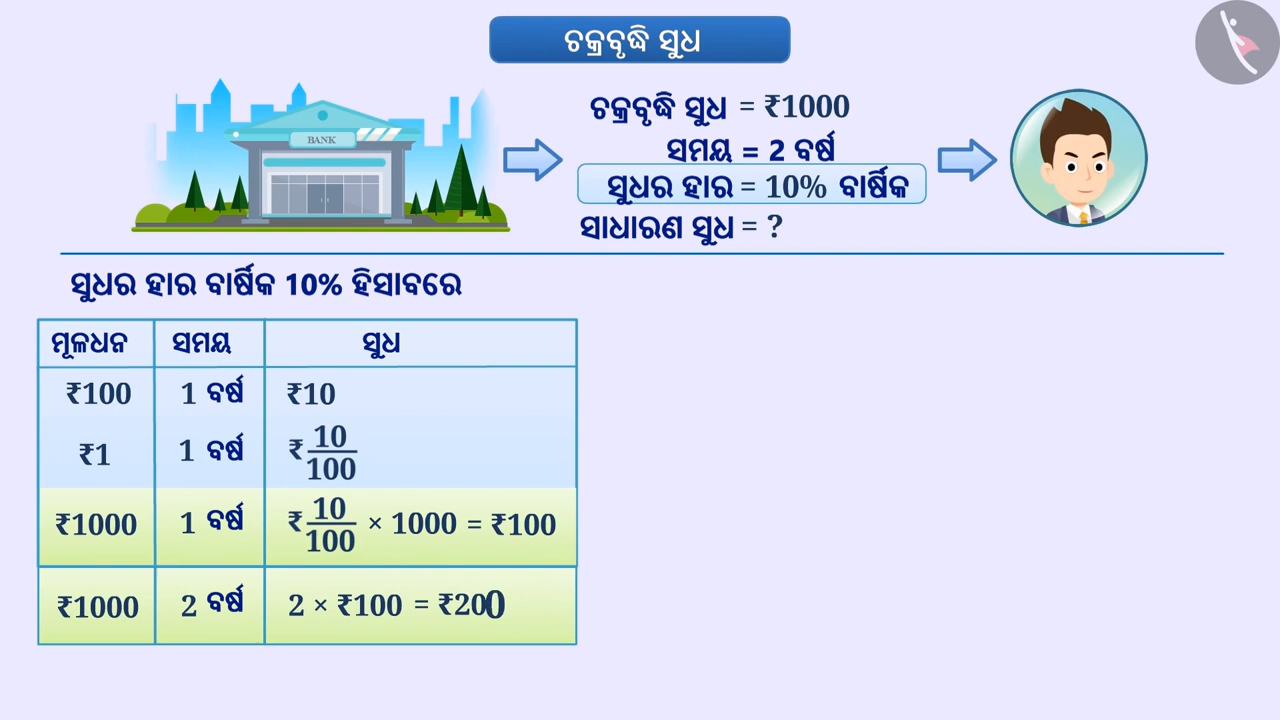 ଚକ୍ରବୃଦ୍ଧି ସୁଧ
BANK
ଚକ୍ରବୃଦ୍ଧି ସୁଧ = ₹1000
ସମୟ = 2 ବର୍ଷ
ସୁଧର ହାର = 10% ବାର୍ଷିକ
ସାଧାରଣ ସୁଧ = ?
ସୁଧର ହାର ବାର୍ଷିକ 10% ହିସାବରେ
ମୂଳଧନ ସମୟ ସୁଧ
₹100 1 ବର୍ଷ ₹10
₹1 1 ବର୍ଷ ₹10/100
₹1000 1 ବର୍ଷ ₹10/100 × 1000 = ₹100
₹1000 2 ବର୍ଷ 2 × ₹100 = ₹200